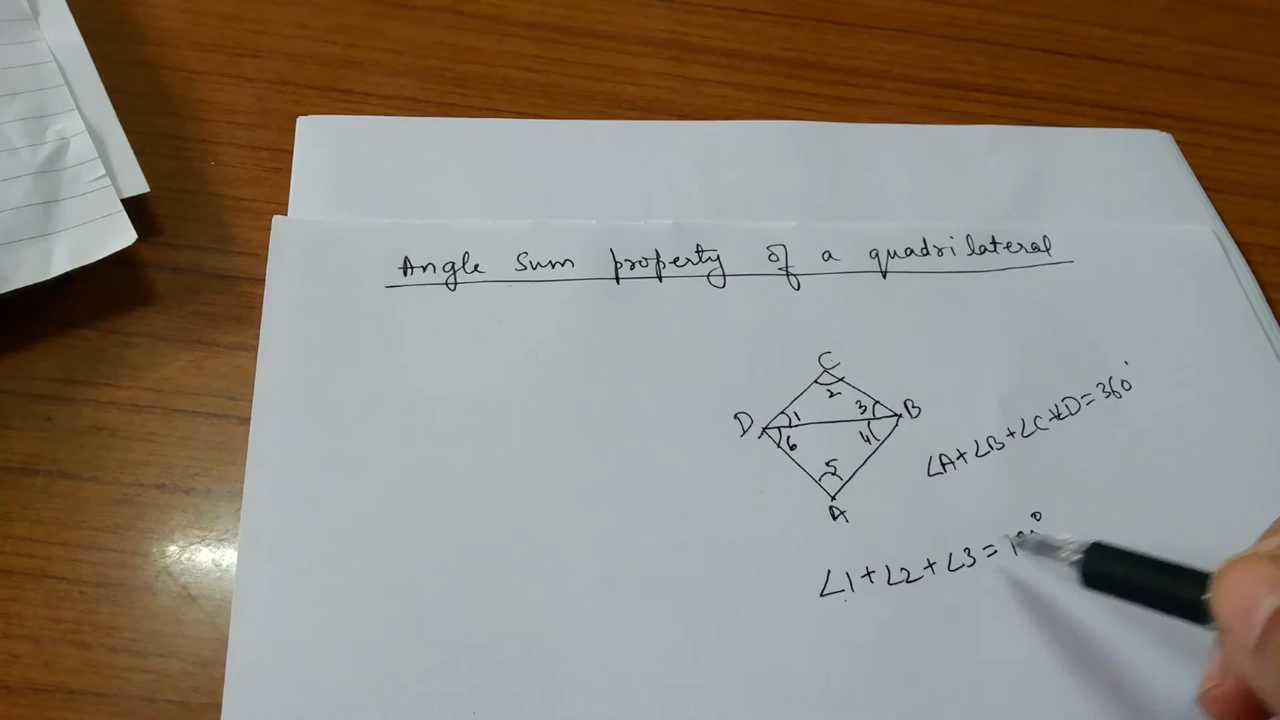 Angle sum property of a quadrilateral
C
2
D 1 3 B
6 4
5
A
∠A+∠B+∠C+∠D=360°
∠1+∠2+∠3=